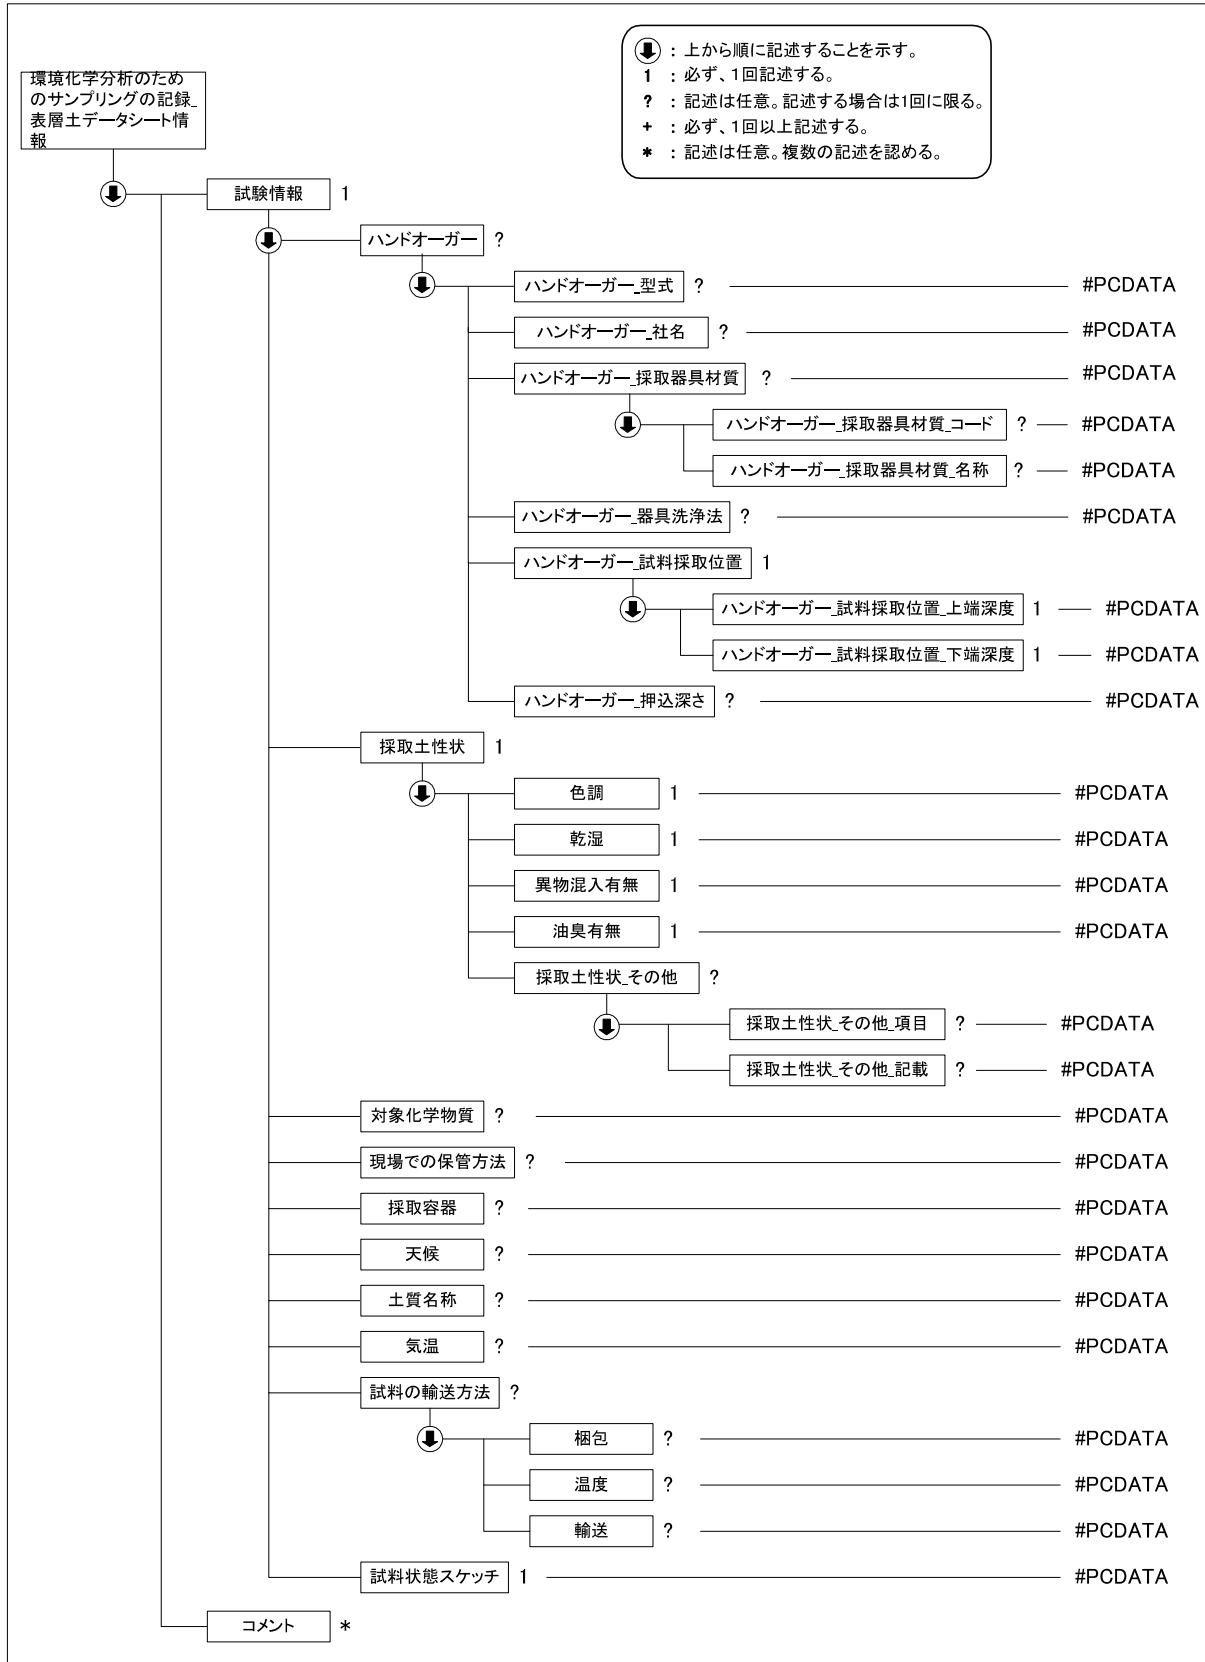 ⬇ : 上から順に記述することを示す。
1 : 必ず、1回記述する。
? : 記述は任意。記述する場合は1回に限る。
+ : 必ず、1回以上記述する。
* : 記述は任意。複数の記述を認める。
環境化学分析のため
のサンプリングの記録_
表層土データシート情
報
試験情報 1
ハンドオーガー ?
ハンドオーガー_型式 ? #PCDATA
ハンドオーガー_社名 ? #PCDATA
ハンドオーガー_採取器具材質 ? #PCDATA
ハンドオーガー_採取器具材質_コード ? #PCDATA
ハンドオーガー_採取器具材質_名称 ? #PCDATA
ハンドオーガー_器具洗浄法 ? #PCDATA
ハンドオーガー_試料採取位置 1
ハンドオーガー_試料採取位置_上端深度 1 #PCDATA
ハンドオーガー_試料採取位置_下端深度 1 #PCDATA
ハンドオーガー_押込深さ ? #PCDATA
採取土性状 1
色調 1 #PCDATA
乾湿 1 #PCDATA
異物混入有無 1 #PCDATA
油臭有無 1 #PCDATA
採取土性状_その他 ?
採取土性状_その他_項目 ? #PCDATA
採取土性状_その他_記載 ? #PCDATA
対象化学物質 ? #PCDATA
現場での保管方法 ? #PCDATA
採取容器 ? #PCDATA
天候 ? #PCDATA
土質名称 ? #PCDATA
気温 ? #PCDATA
試料の輸送方法 ?
梱包 ? #PCDATA
温度 ? #PCDATA
輸送 ? #PCDATA
試料状態スケッチ 1 #PCDATA
コメント *